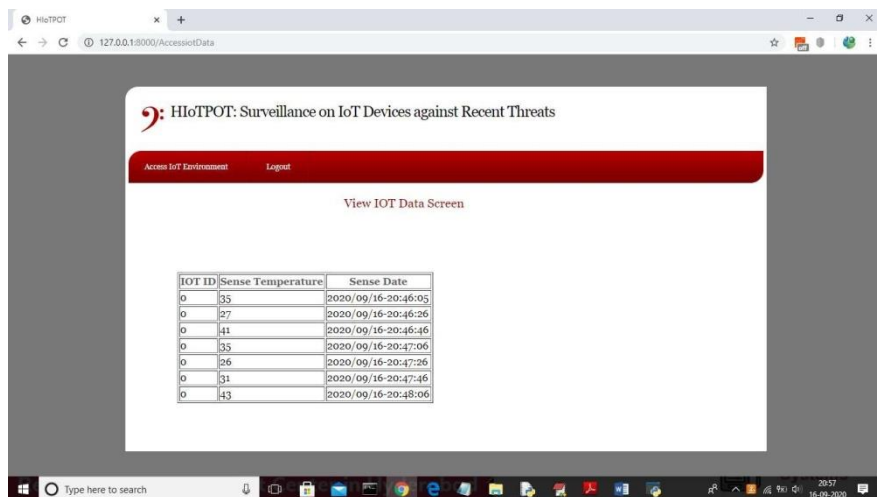 HIoTPOT
127.0.0.1:8000/AccessiotData
HIoTPOT: Surveillance on IoT Devices against Recent Threats
Access IoT Environment Logout
View IOT Data Screen
IOT ID Sense Temperature Sense Date
0 35 2020/09/16-20:46:05
0 27 2020/09/16-20:46:26
0 41 2020/09/16-20:46:46
0 35 2020/09/16-20:47:06
0 26 2020/09/16-20:47:26
0 31 2020/09/16-20:47:46
0 43 2020/09/16-20:48:06
Type here to search
20:57
16-09-2020